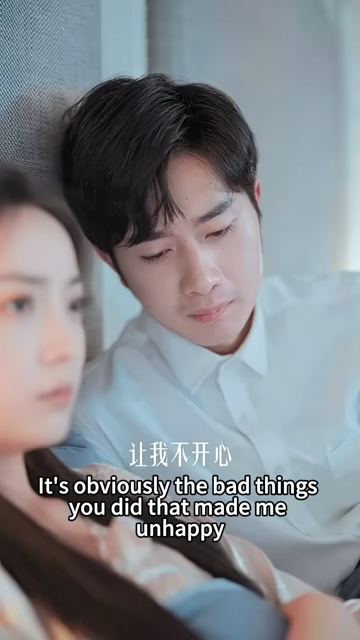 让我不开心
It's obviously the bad things
you did that made me
unhappy